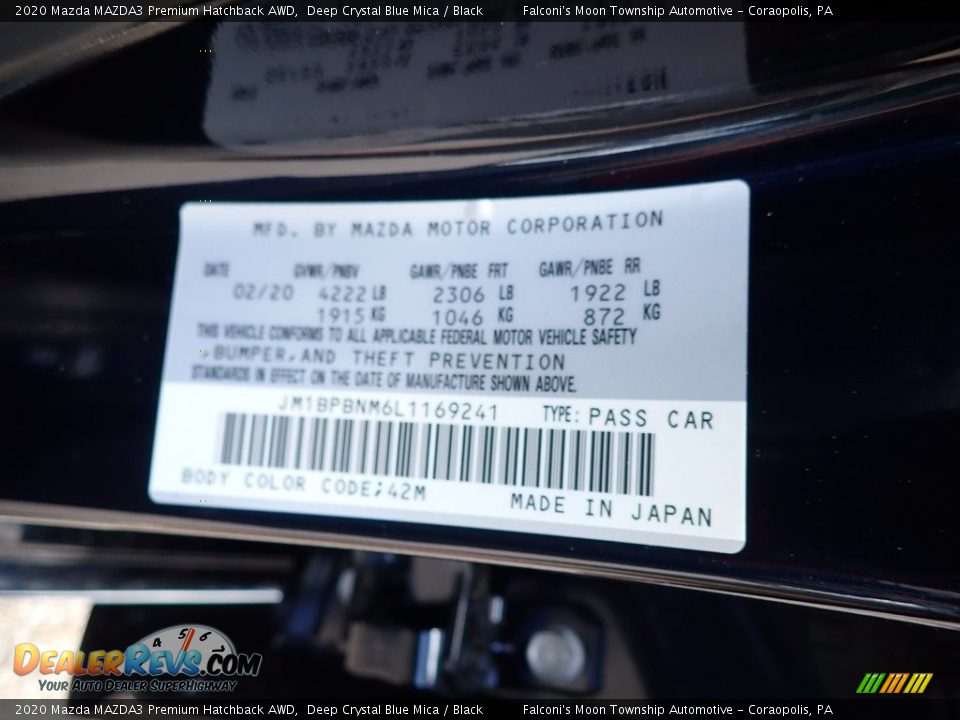 2020 Mazda MAZDA3 Premium Hatchback AWD, Deep Crystal Blue Mica / Black Falconi's Moon Township Automotive - Coraopolis, PA
MFD. BY MAZDA MOTOR CORPORATION
DATE GVWR/PNBV GAWR/PNBE FRT GAWR/PNBE RR
02/20 4222 LB 2306 LB 1922 LB
1915 KG 1046 KG 872 KG
THIS VEHICLE CONFORMS TO ALL APPLICABLE FEDERAL MOTOR VEHICLE SAFETY
,BUMPER,AND THEFT PREVENTION
STANDARDS IN EFFECT ON THE DATE OF MANUFACTURE SHOWN ABOVE.
JM1BPBNM6L1169241 TYPE: PASS CAR
BODY COLOR CODE;42M
MADE IN JAPAN
4 5 6
DealerRevs.com
Your Auto Dealer SuperHighway
2020 Mazda MAZDA3 Premium Hatchback AWD, Deep Crystal Blue Mica / Black Falconi's Moon Township Automotive - Coraopolis, PA